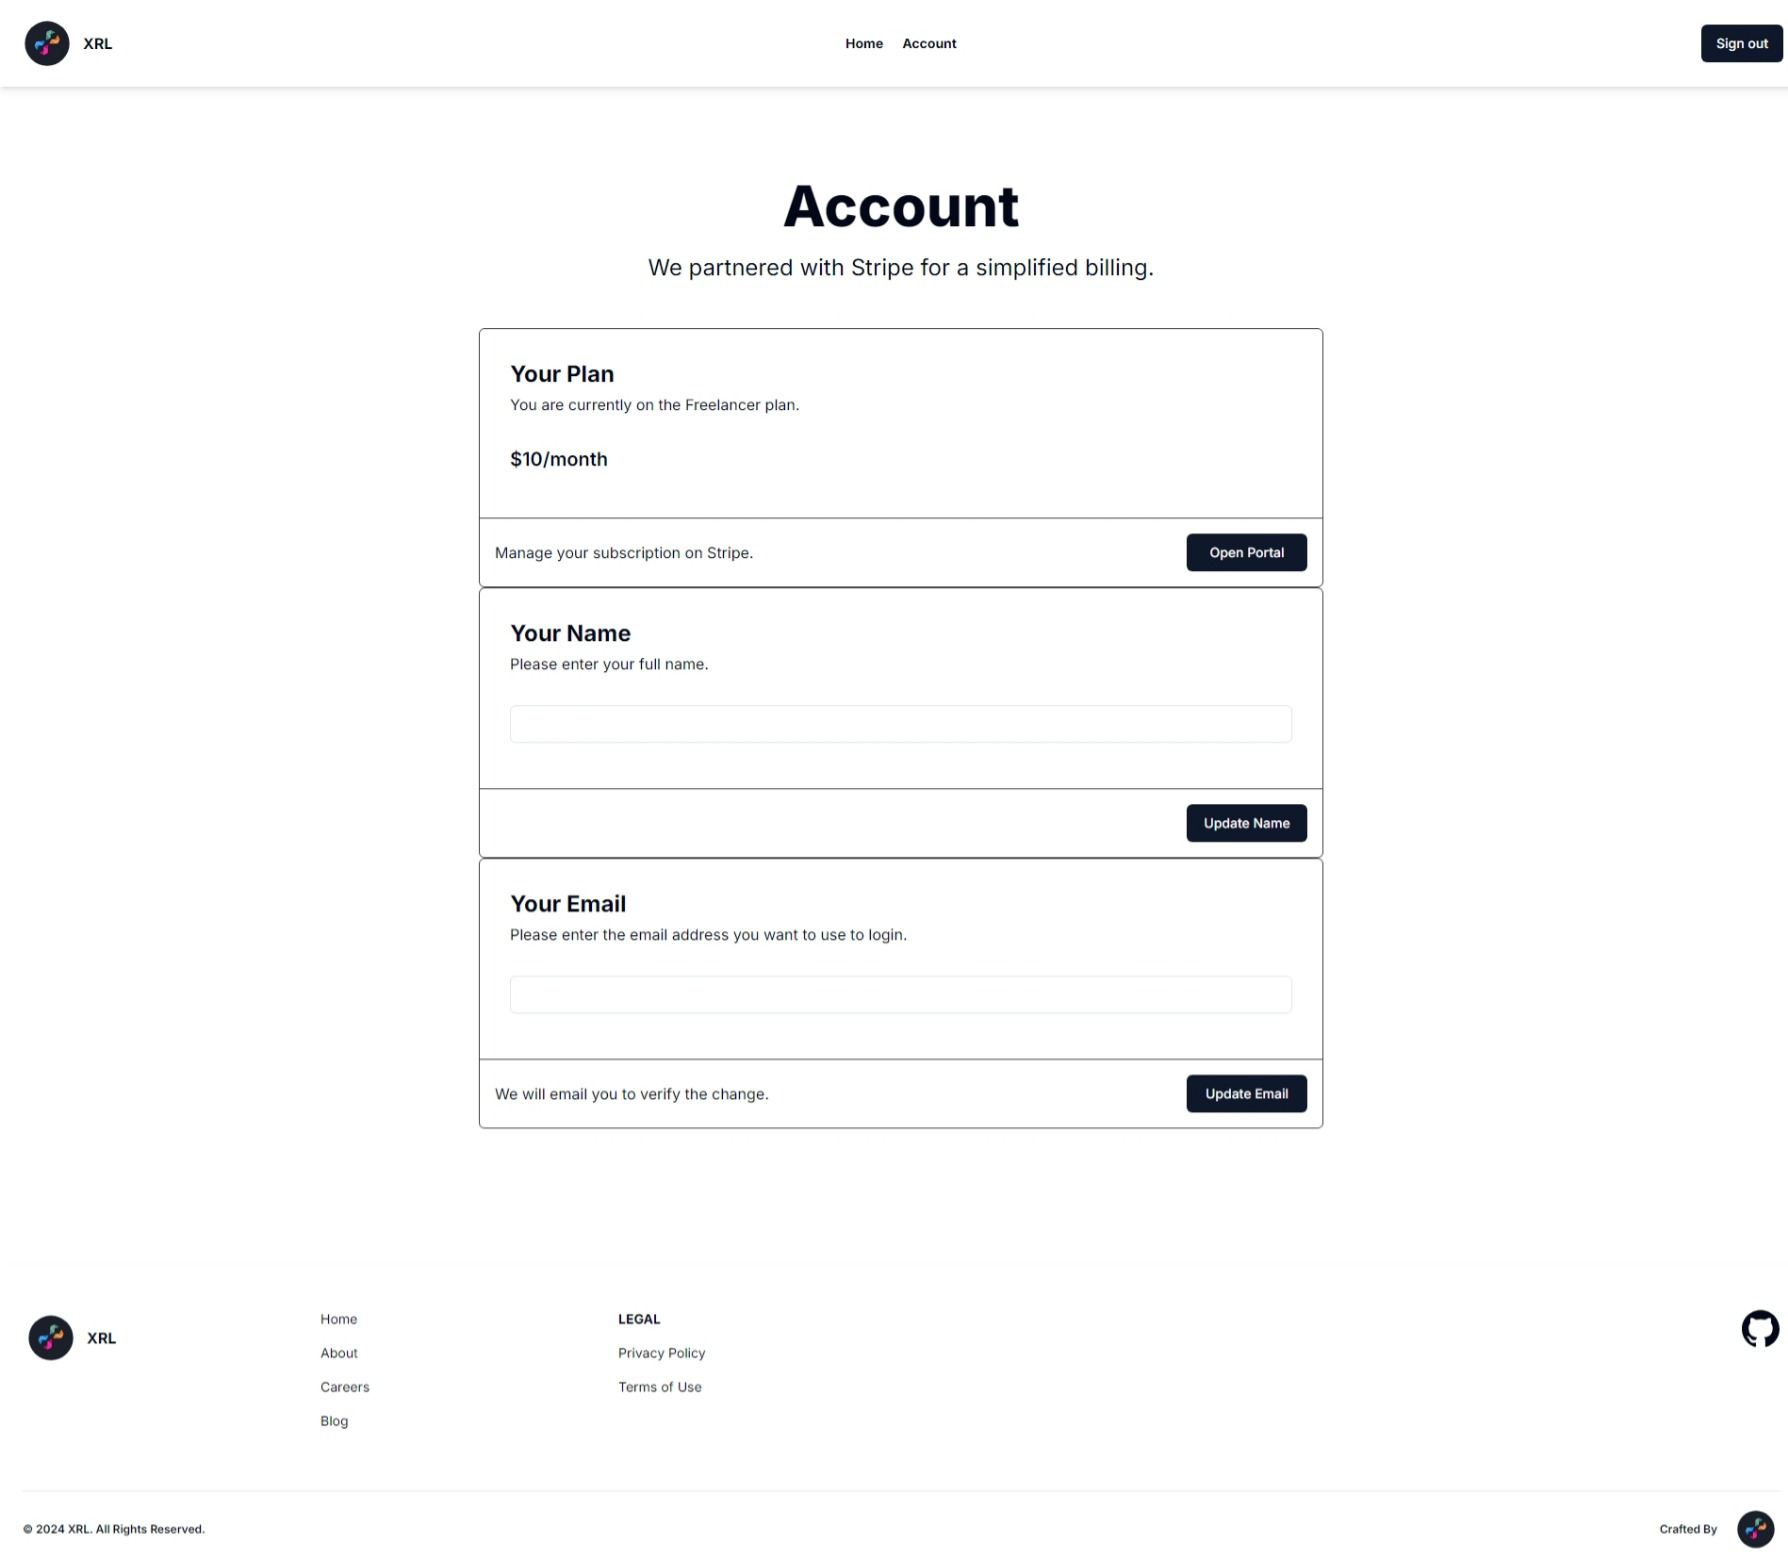 XRL
Home
Account
Sign out
Account
We partnered with Stripe for a simplified billing.
Your Plan
You are currently on the Freelancer plan.
$10/month
Manage your subscription on Stripe.
Open Portal
Your Name
Please enter your full name.
Update Name
Your Email
Please enter the email address you want to use to login.
We will email you to verify the change.
Update Email
XRL
Home
About
Careers
Blog
LEGAL
Privacy Policy
Terms of Use
© 2024 XRL. All Rights Reserved.
Crafted By